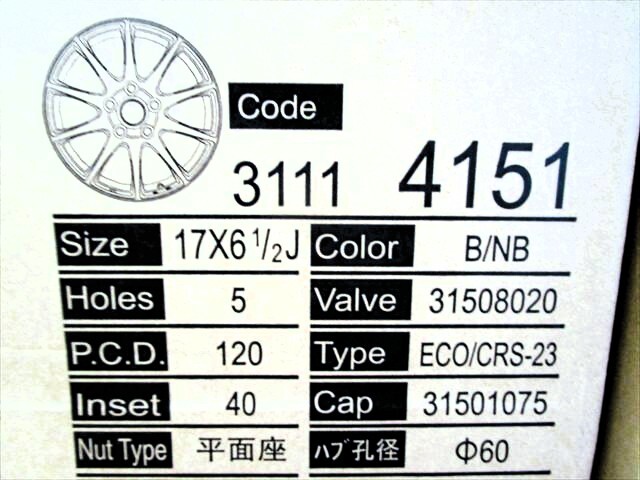 Code
3111 4151
Size 17X6 1/2J Color B/NB
Holes 5 Valve 31508020
P.C.D. 120 Type ECO/CRS-23
Inset 40 Cap 31501075
Nut Type 平面座 ﾊﾌﾞ孔径 Φ60